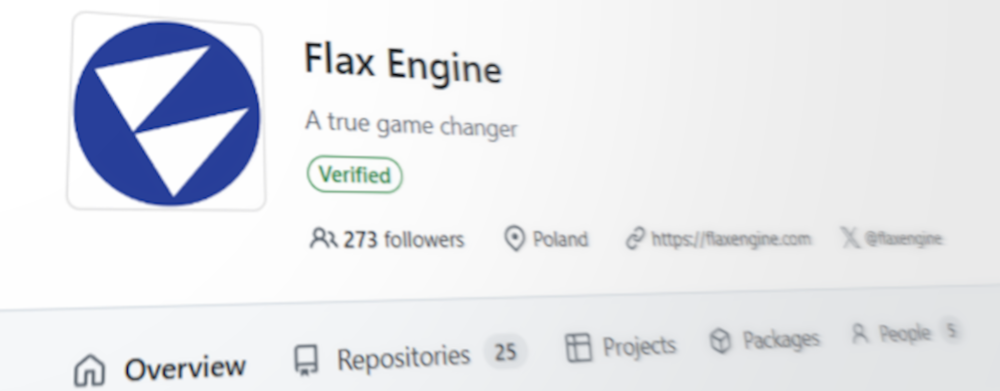 Flax Engine
A true game changer
Verified
273 followers Poland https://flaxengine.com @flaxengine
Overview Repositories 25 Projects Packages People 5